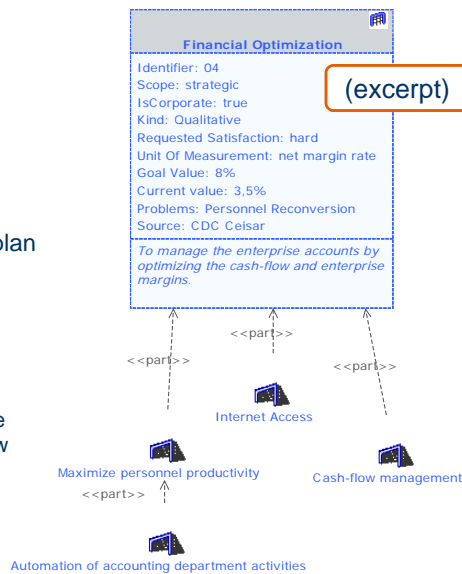 Financial Optimization
Identifier: 04
Scope: strategic
IsCorporate: true
Kind: Qualitative
Requested Satisfaction: hard
Unit Of Measurement: net margin rate
Goal Value: 8%
Current value: 3,5%
Problems: Personnel Reconversion
Source: CDC Ceisar
(excerpt)
To manage the enterprise accounts by
optimizing the cash-flow and enterprise
margins.
plan
<<part>>
<<part>>
<<part>>
e
w
Internet Access
Maximize personnel productivity
Cash-flow management
<<part>>
Automation of accounting department activities